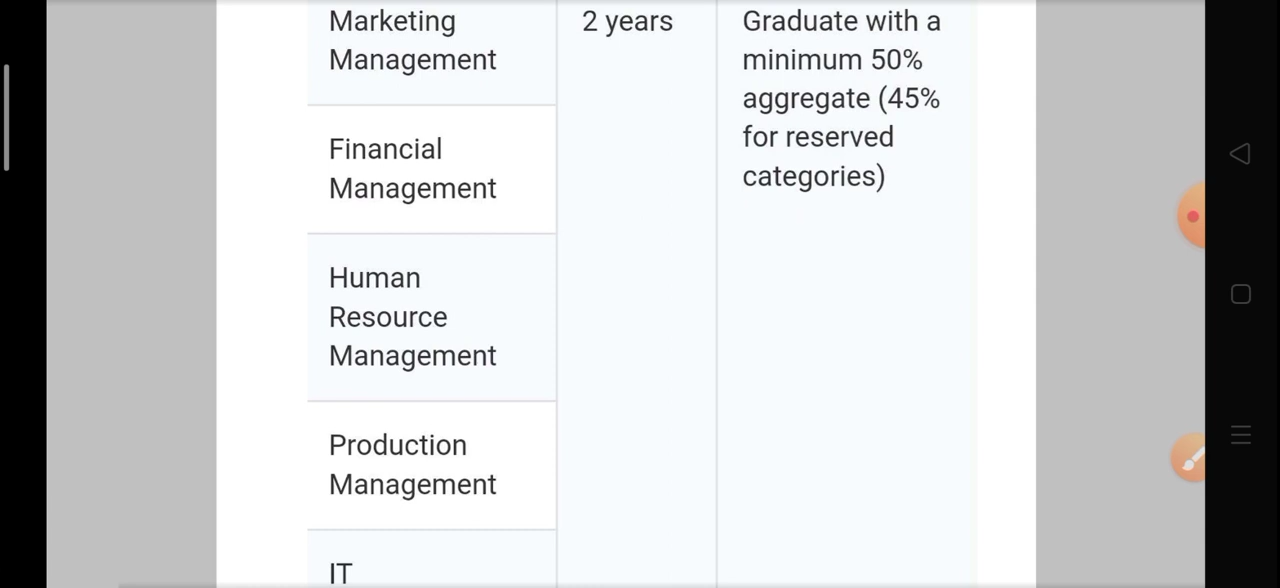 Marketing
Management
2 years
Graduate with a
minimum 50%
aggregate (45%
for reserved
categories)
Financial
Management
Human
Resource
Management
Production
Management
IT